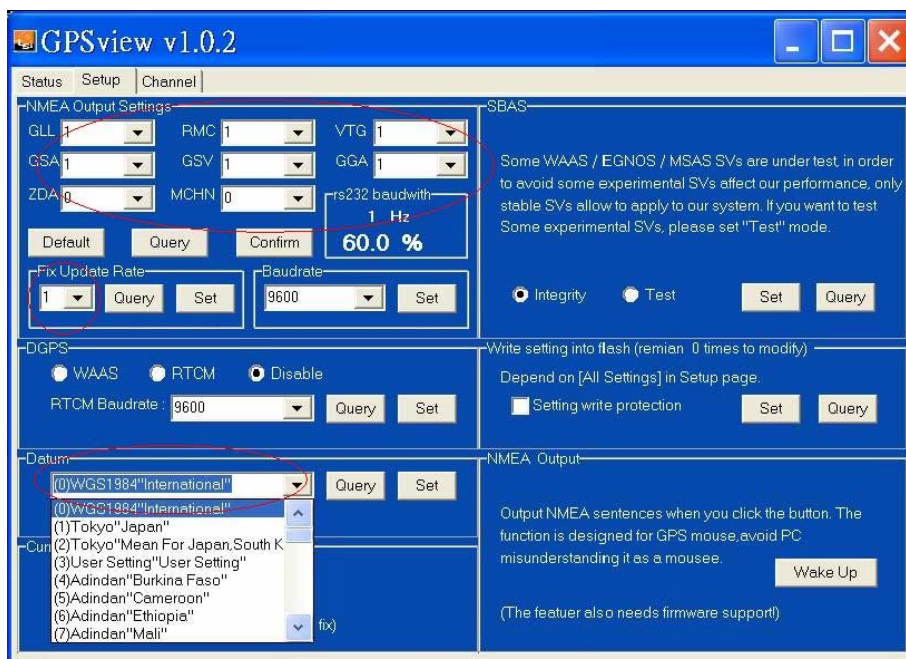 GPSview v1.0.2
Status Setup Channel
NMEA Output Settings
GLL 1 RMC 1 VTG 1
GSA 1 GSV 1 GGA 1
ZDA 0 MCHN 0
rs232 baudwith
1 Hz
60.0 %
Default Query Confirm
Fix Update Rate
1 Query Set
Baudrate
9600 Set
DGPS
WAAS RTCM Disable
RTCM Baudrate : 9600 Query Set
Datum
(0)WGS1984"International" Query Set
(0)WGS1984"International"
(1)Tokyo"Japan"
(2)Tokyo"Mean For Japan,South K
(3)User Setting"User Setting"
(4)Adindan"Burkina Faso"
(5)Adindan"Cameroon"
(6)Adindan"Ethiopia"
(7)Adindan"Mali"
fix)
SBAS
Some WAAS / EGNOS / MSAS SVs are under test, in order
to avoid some experimental SVs affect our performance, only
stable SVs allow to apply to our system. If you want to test
Some experimental SVs, please set "Test" mode.
Integrity Test Set Query
Write setting into flash (remian 0 times to modify)
Depend on [All Settings] in Setup page.
Setting write protection Set Query
NMEA Output
Output NMEA sentences when you click the button. The
function is designed for GPS mouse,avoid PC
misunderstanding it as a mousee.
Wake Up
(The featuer also needs firmware support!)